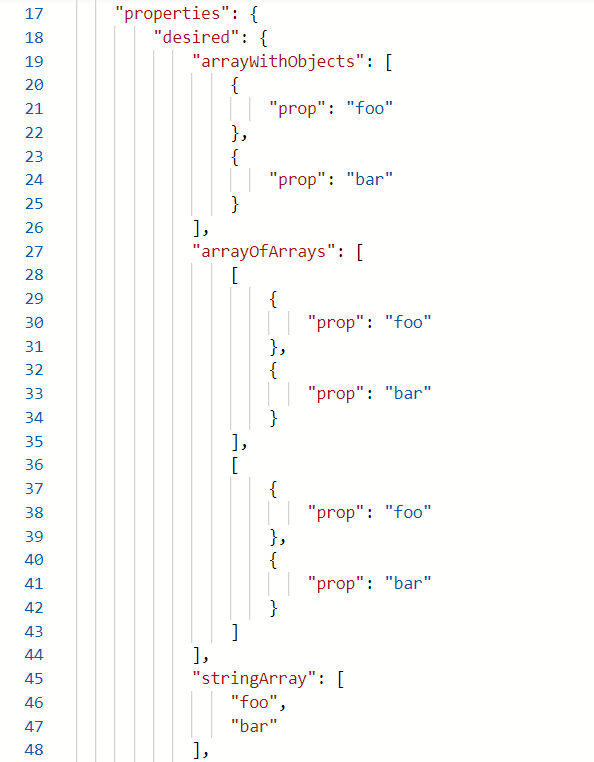 17 "properties": {
18 "desired": {
19 "arrayWithObjects": [
20 {
21 "prop": "foo"
22 },
23 {
24 "prop": "bar"
25 }
26 ],
27 "arrayOfArrays": [
28 [
29 {
30 "prop": "foo"
31 },
32 {
33 "prop": "bar"
34 }
35 ],
36 [
37 {
38 "prop": "foo"
39 },
40 {
41 "prop": "bar"
42 }
43 ]
44 ],
45 "stringArray": [
46 "foo",
47 "bar"
48 ],